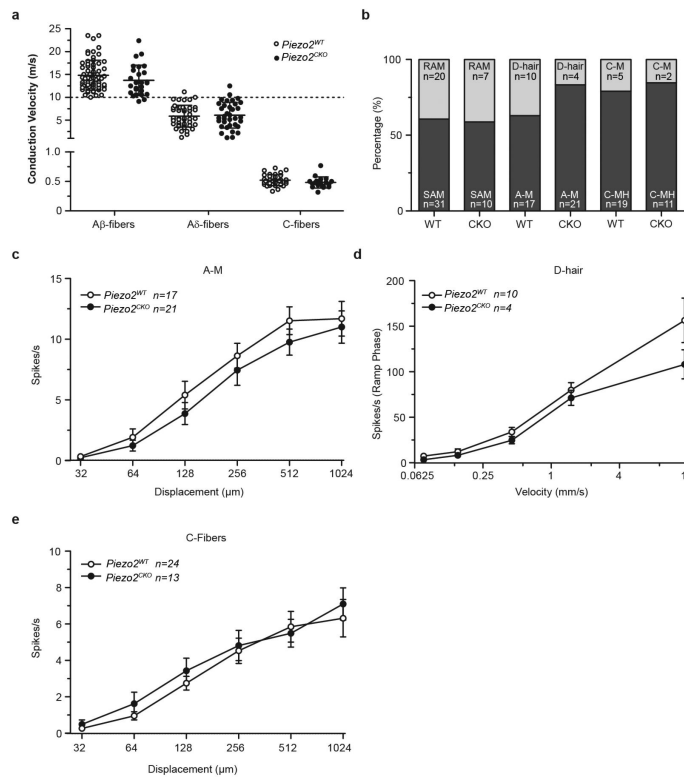 a
Conduction Velocity (m/s)
25
20
15
10
5
1.0
0.5
0.0
Piezo2WT
Piezo2CKO
Aβ-fibers
Aδ-fibers
C-fibers
b
Percentage (%)
100
50
0
RAM
n=20
SAM
n=31
RAM
n=7
SAM
n=10
D-hair
n=10
A-M
n=17
D-hair
n=4
A-M
n=21
C-M
n=5
C-MH
n=19
C-M
n=2
C-MH
n=11
WT
CKO
WT
CKO
WT
CKO
c
A-M
Piezo2WT n=17
Piezo2CKO n=21
Spikes/s
15
10
5
0
32 64 128 256 512 1024
Displacement (µm)
d
D-hair
Piezo2WT n=10
Piezo2CKO n=4
Spikes/s (Ramp Phase)
200
150
100
50
0
0.0625 0.25 1 4 1
Velocity (mm/s)
e
C-Fibers
Piezo2WT n=24
Piezo2CKO n=13
Spikes/s
10
8
6
4
2
0
32 64 128 256 512 1024
Displacement (µm)